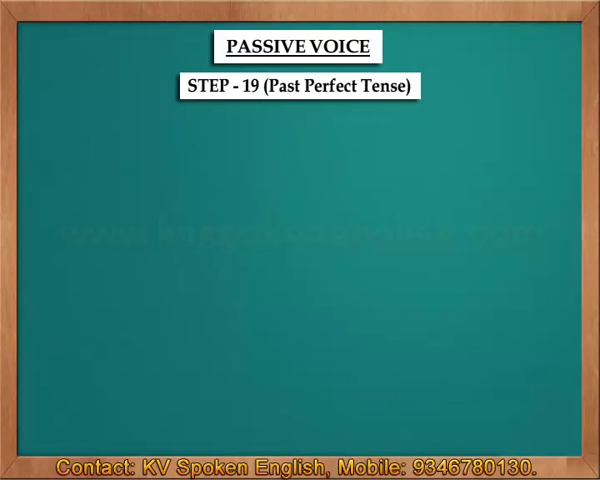 PASSIVE VOICE
STEP - 19 (Past Perfect Tense)
Contact: KV Spoken English, Mobile: 9346780130.